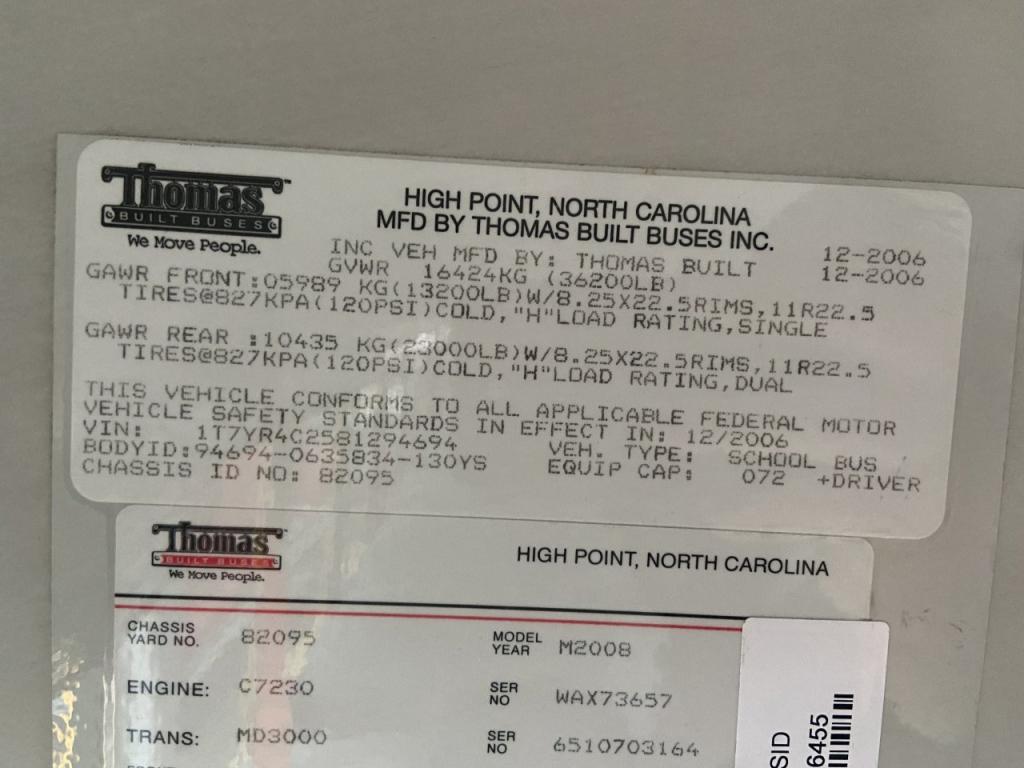 Thomas™
BUILT BUSES
We Move People.
HIGH POINT, NORTH CAROLINA
MFD BY THOMAS BUILT BUSES INC.
INC VEH MFD BY: THOMAS BUILT 12-2006
GVWR 16424KG (36200LB) 12-2006
GAWR FRONT:05989 KG(13200LB)W/8.25X22.5RIMS,11R22.5
TIRES@827KPA(120PSI)COLD,"H"LOAD RATING,SINGLE
GAWR REAR :10435 KG(23000LB)W/8.25X22.5RIMS,11R22.5
TIRES@827KPA(120PSI)COLD,"H"LOAD RATING,DUAL
THIS VEHICLE CONFORMS TO ALL APPLICABLE FEDERAL MOTOR
VEHICLE SAFETY STANDARDS IN EFFECT IN: 12/2006
VIN: 1T7YR4C2581294694 VEH. TYPE: SCHOOL BUS
BODYID:94694-0635834-130YS EQUIP CAP: 072 +DRIVER
CHASSIS ID NO: 82095
Thomas™
BUILT BUSES
We Move People.
HIGH POINT, NORTH CAROLINA
CHASSIS YARD NO. 82095 MODEL YEAR M2008
ENGINE: C7230 SER NO WAX73657
TRANS: MD3000 SER NO 6510703164
SID
6455